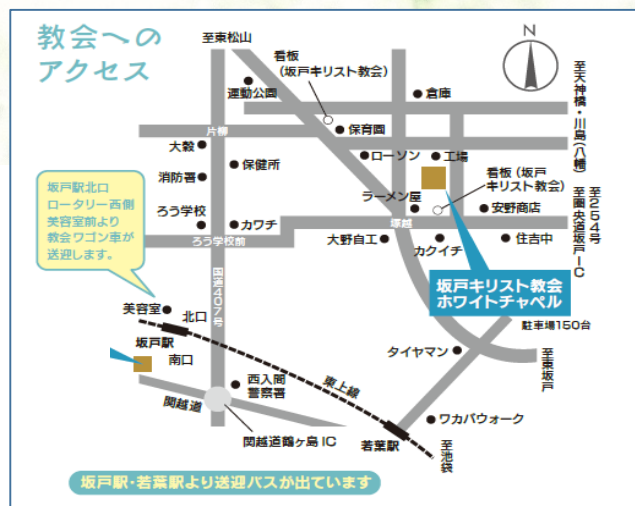 教会への
アクセス
至東松山
看板
(坂戸キリスト教会)
N
運動公園
倉庫
至天神橋・川島(八幡)
片柳
保育園
大穀
保健所
ローソン
工場
消防署
看板(坂戸
キリスト教会)
至254号
至圏央道坂戸IC
坂戸駅北口
ロータリー西側
美容室前より
教会ワゴン車が
送迎します。
ろう学校
カワチ
ラーメン屋
安野商店
塚越
ろう学校前
大野自工
カクイチ
住吉中
国道407号
坂戸キリスト教会
ホワイトチャペル
駐車場150台
美容室
北口
坂戸駅
南口
タイヤマン
至東坂戸
西入間
警察署
東上線
関越道
ワカバウォーク
関越道鶴ヶ島IC
若葉駅
至池袋
坂戸駅・若葉駅より送迎バスが出ています